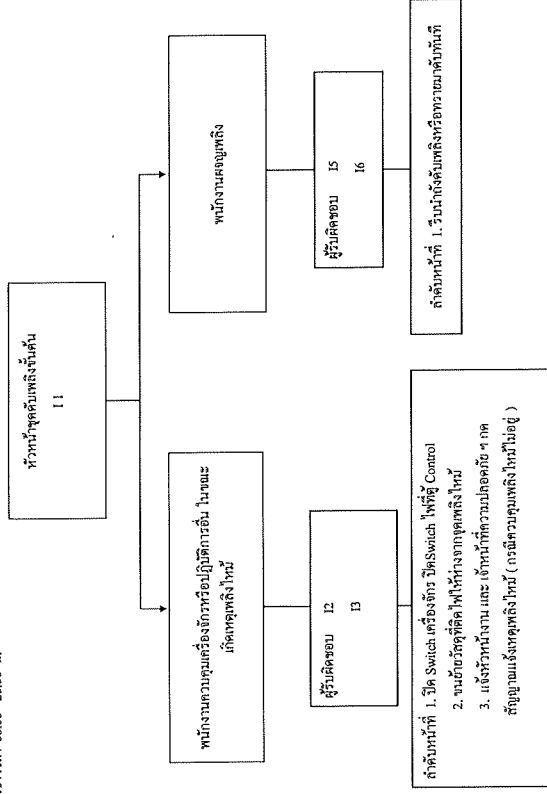 หัวหน้าชุดดับเพลิงขั้นต้น
I 1
พนักงานควบคุมเครื่องจักรหรือปฏิบัติการอื่น ในขณะ
เกิดเหตุเพลิงไหม้
ผู้รับผิดชอบ I2
I3
ลำดับหน้าที่ 1. ปิด Switch เครื่องจักร ปิดSwitch ไฟที่ตู้ Control
2. ขนย้ายวัสดุที่ติดไฟให้ห่างจากจุดเพลิงไหม้
3. แจ้งหัวหน้างาน และ เจ้าหน้าที่ความปลอดภัย ฯ กด
สัญญาณแจ้งเหตุเพลิงไหม้ ( กรณีควบคุมเพลิงไหม้ไม่อยู่ )
พนักงานผจญเพลิง
ผู้รับผิดชอบ I5
I6
ลำดับหน้าที่ 1. รีบนำถังดับเพลิงหรือทรายมาดับทันที